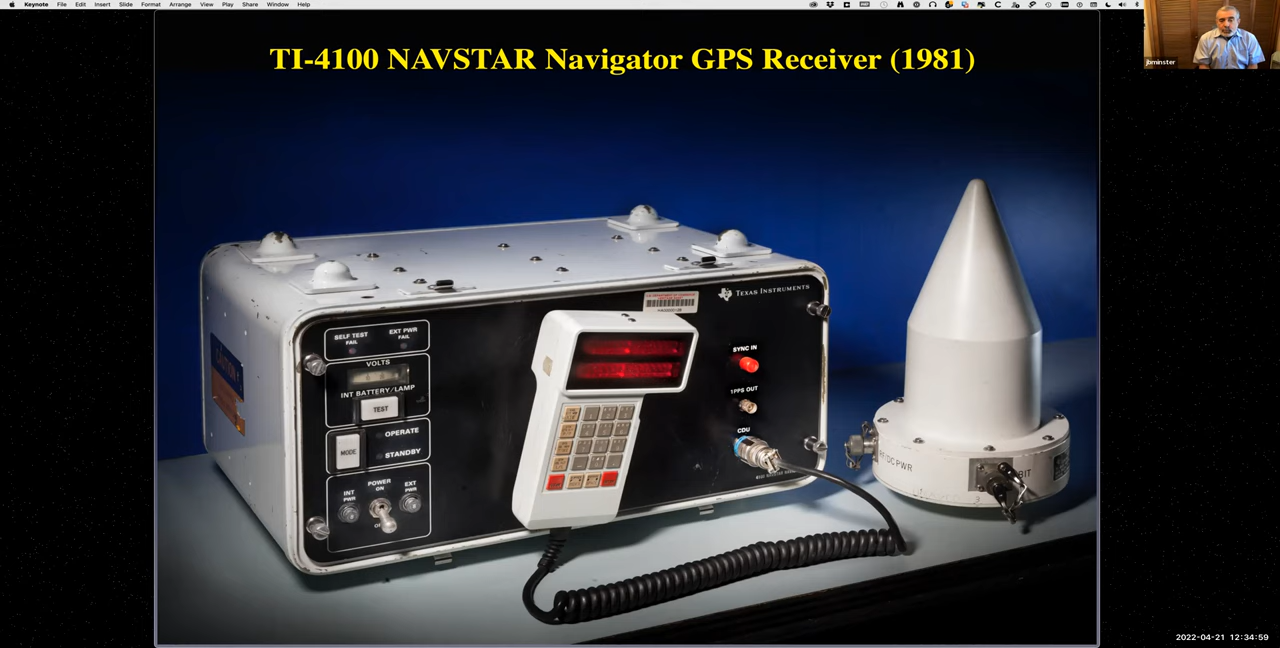 Keynote File Edit Insert Slide Format Arrange View Play Share Window Help
TI-4100 NAVSTAR Navigator GPS Receiver (1981)
jbminster
TEXAS INSTRUMENTS
SELF TEST
FAIL
EXT PWR
FAIL
VOLTS
INT BATTERY/LAMP
TEST
MODE
OPERATE
STANDBY
POWER
ON
INT
PWR
EXT
PWR
SYNC IN
1PPS OUT
CDU
2022-04-21 12:34:59